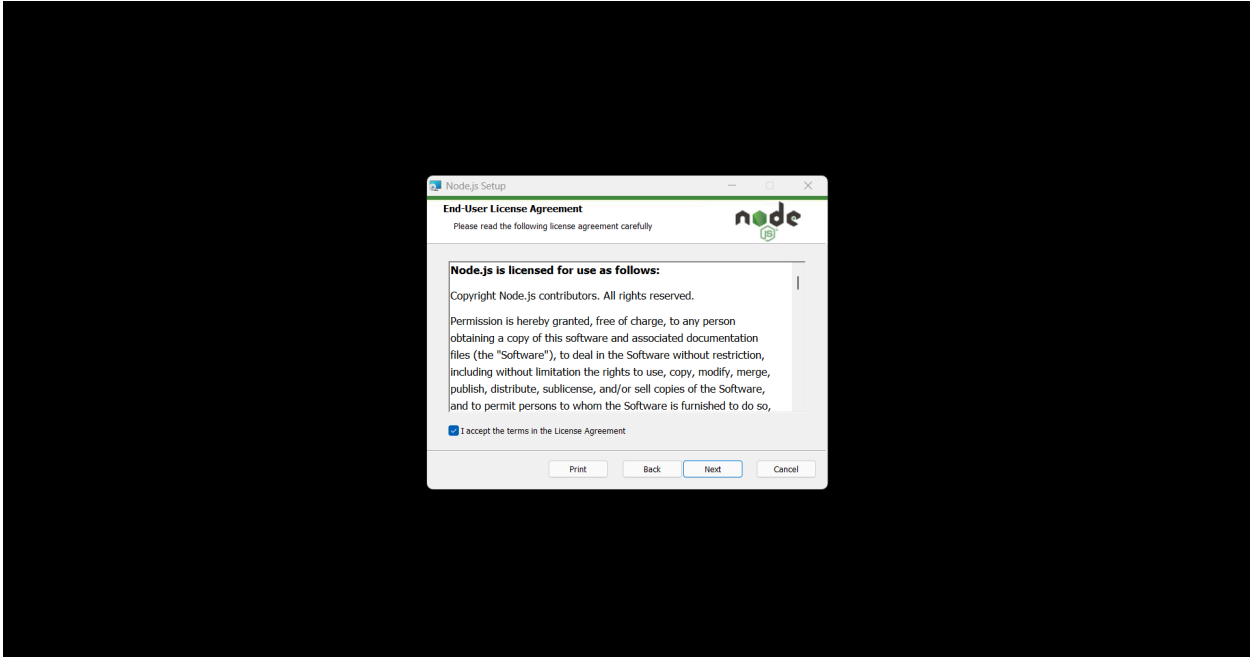 Node.js Setup
End-User License Agreement
Please read the following license agreement carefully
node
JS
Node.js is licensed for use as follows:
Copyright Node.js contributors. All rights reserved.
Permission is hereby granted, free of charge, to any person
obtaining a copy of this software and associated documentation
files (the "Software"), to deal in the Software without restriction,
including without limitation the rights to use, copy, modify, merge,
publish, distribute, sublicense, and/or sell copies of the Software,
and to permit persons to whom the Software is furnished to do so,
I accept the terms in the License Agreement
Print
Back
Next
Cancel